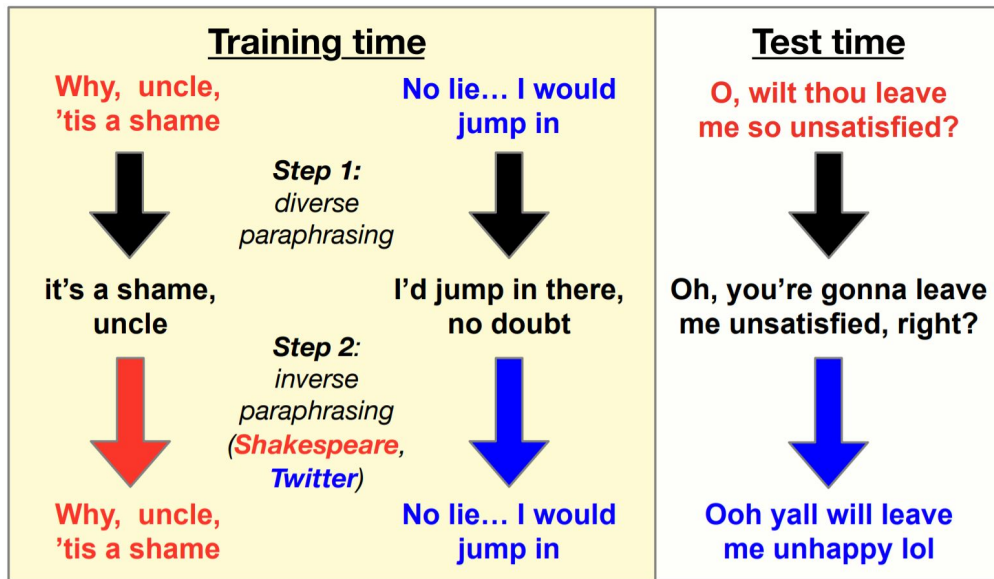 Training time
Why, uncle,
’tis a shame
No lie… I would
jump in
Step 1:
diverse
paraphrasing
it’s a shame,
uncle
I’d jump in there,
no doubt
Step 2:
inverse
paraphrasing
(Shakespeare,
Twitter)
Why, uncle,
’tis a shame
No lie… I would
jump in
Test time
O, wilt thou leave
me so unsatisfied?
Oh, you’re gonna leave
me unsatisfied, right?
Ooh yall will leave
me unhappy lol